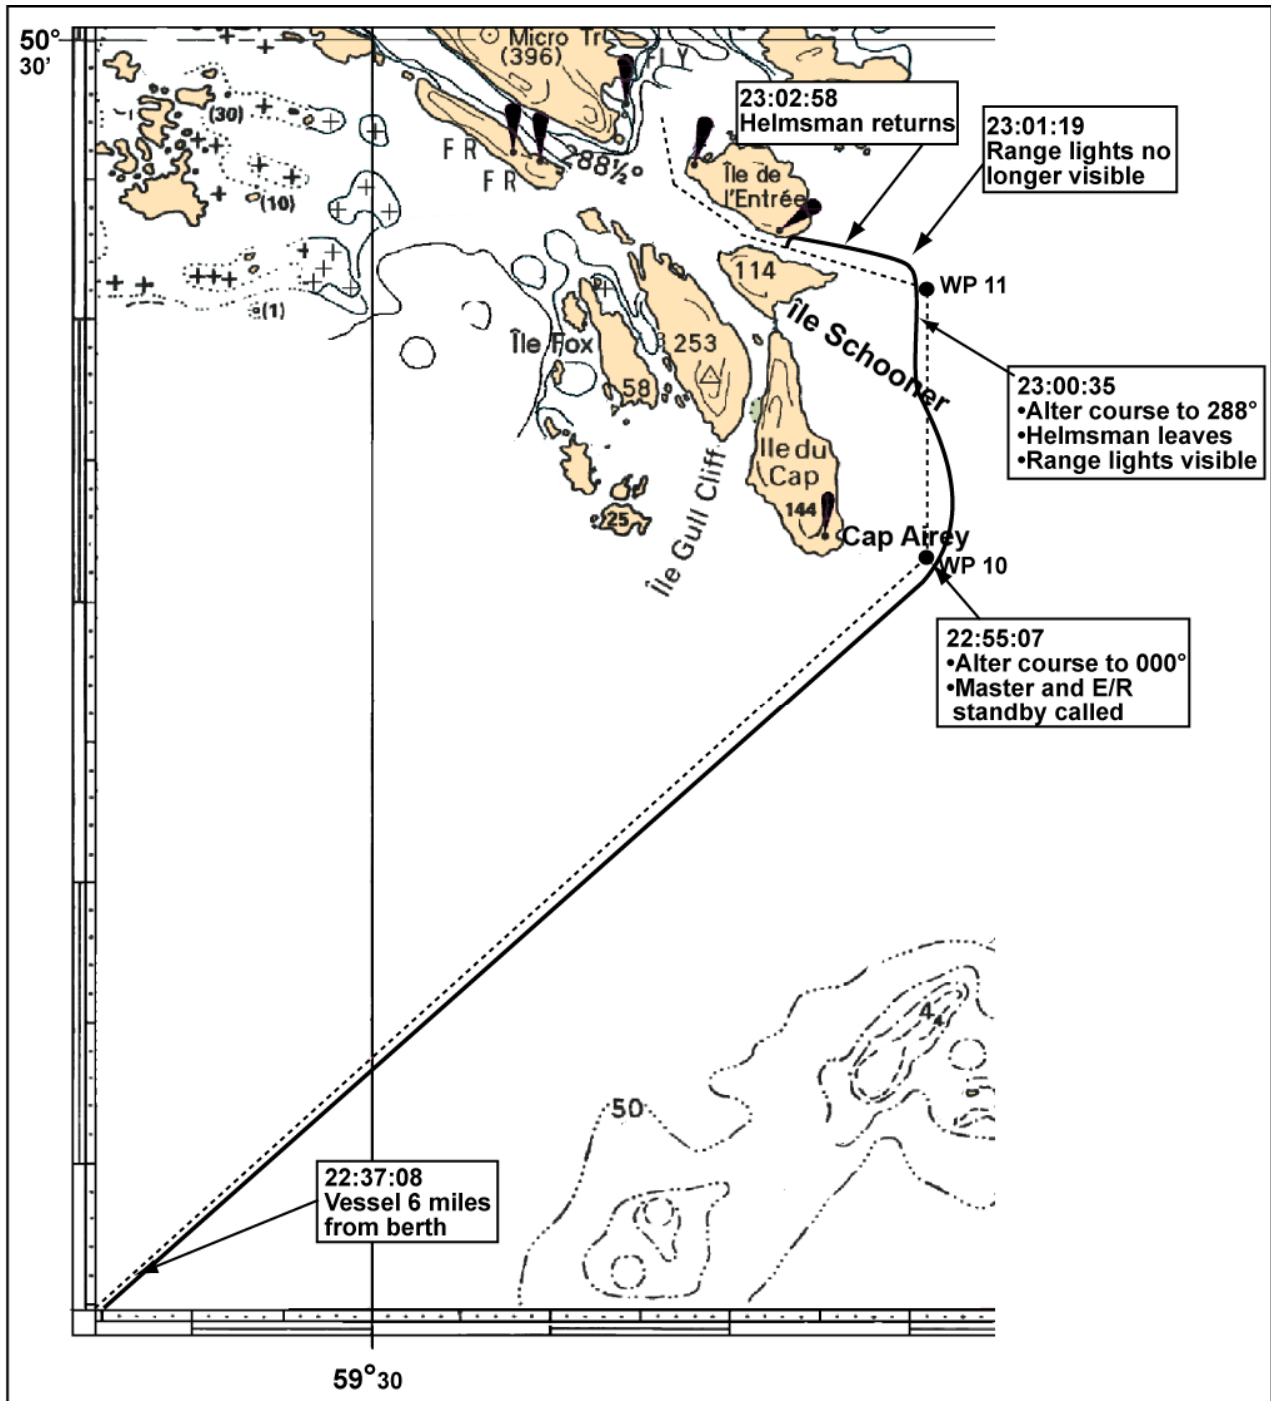 50°
30'
Micro Tr
(396)
FLY
23:02:58
Helmsman returns
23:01:19
Range lights no
longer visible
(30)
F R
F R
288½°
Île de
l'Entrée
(10)
114
WP 11
(1)
Île Fox
253
île Schooner
58
23:00:35
•Alter course to 288°
•Helmsman leaves
•Range lights visible
Ile du
Cap
144
25
Île Gull Cliff
Cap Airey
WP 10
22:55:07
•Alter course to 000°
•Master and E/R
standby called
44
50
22:37:08
Vessel 6 miles
from berth
59°30